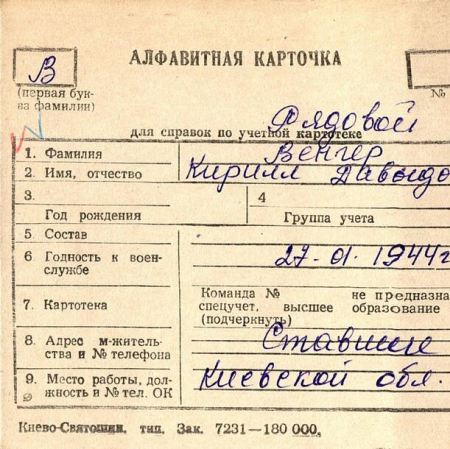 В
АЛФАВИТНАЯ КАРТОЧКА
(первая бук-
ва фамилии)
№
Рядовой
для справок по учетной картотеке
1. Фамилия Венгер
2. Имя, отчество Кирилл Давыдо
3. 4
Год рождения Группа учета
5 Состав
6. Годность к воен-
службе 27.01.1944г
7. Картотека Команда № не предназна
спецучет, высшее образование
(подчеркнуть)
8. Адрес м-житель-
ства и № телефона Ставище
9. Место работы, дол-
жность и № тел. ОК Киевской обл.
Киево-Святошин. тип. Зак. 7231—180 000.